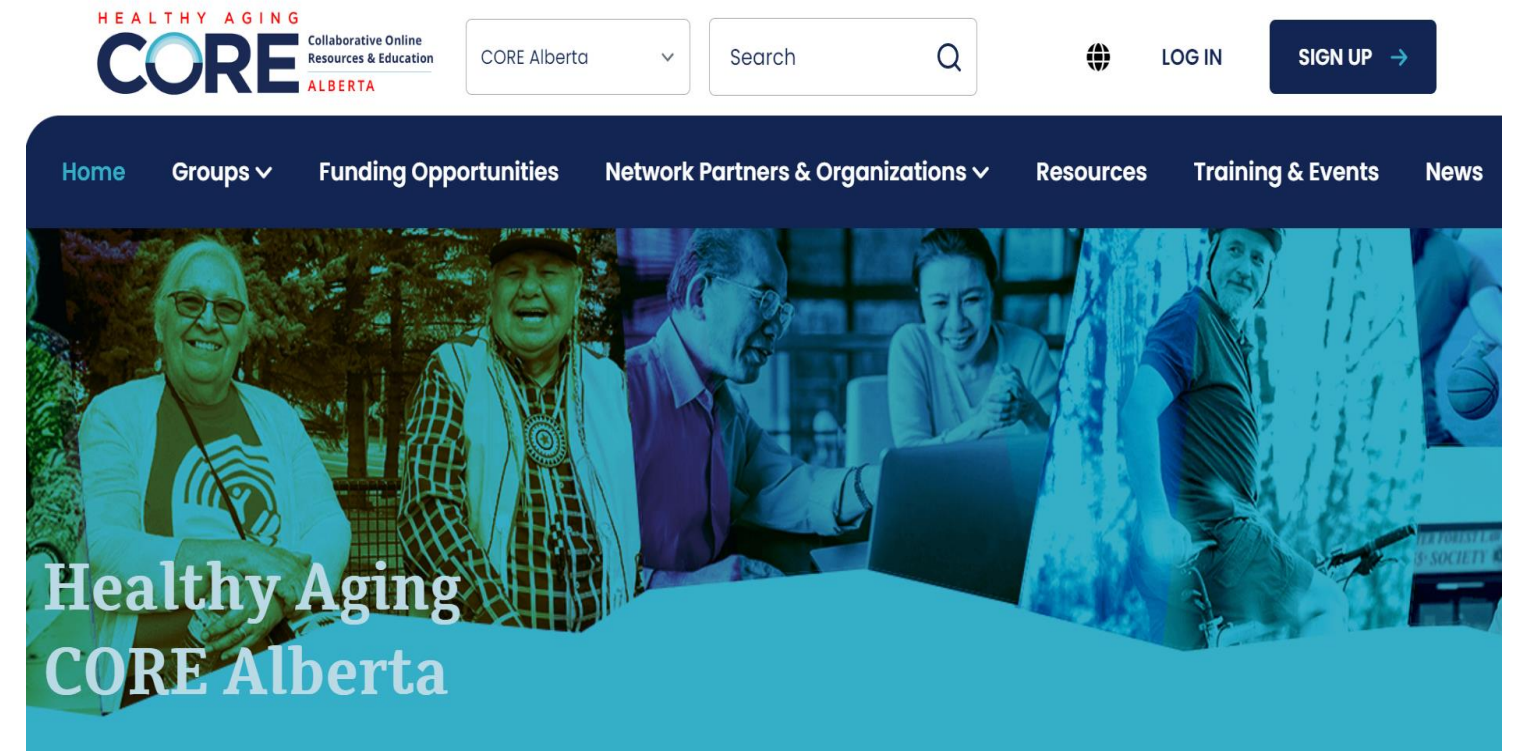 HEALTHY AGING
CORE
Collaborative Online
Resources & Education
ALBERTA
CORE Alberta
Search
LOG IN
SIGN UP →
Home
Groups
Funding Opportunities
Network Partners & Organizations
Resources
Training & Events
News
SOCIETY
Healthy Aging
CORE Alberta